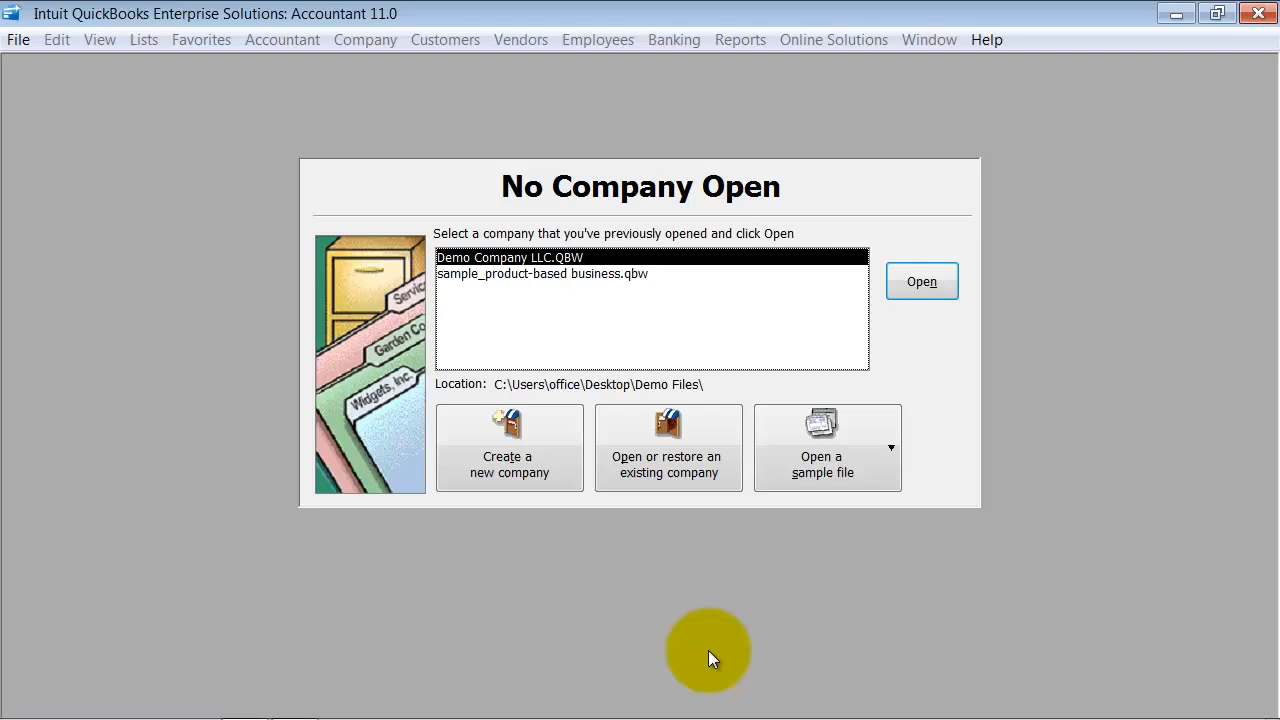 Intuit QuickBooks Enterprise Solutions: Accountant 11.0
File Edit View Lists Favorites Accountant Company Customers Vendors Employees Banking Reports Online Solutions Window Help
No Company Open
Select a company that you've previously opened and click Open
Demo Company LLC.QBW
sample_product-based business.qbw
Open
Servic
Garden Co
Widgets, Inc.
Location: C:\Users\office\Desktop\Demo Files\
Create a
new company
Open or restore an
existing company
Open a
sample file